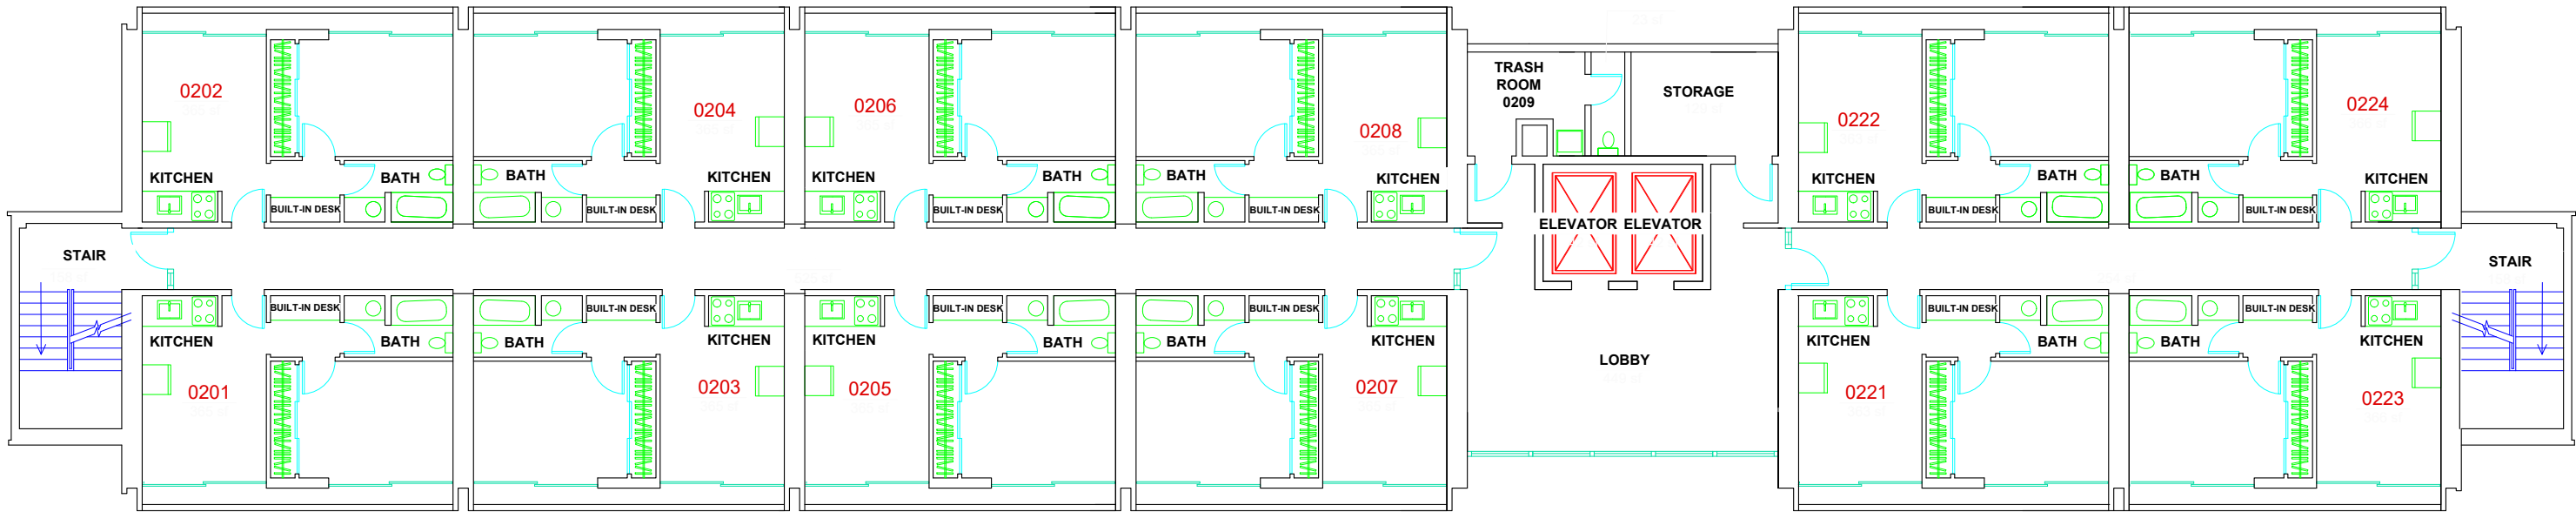 TRASH
ROOM
0209
STORAGE
0202
0204
0206
0208
0222
0224
KITCHEN
BATH
BATH
KITCHEN
KITCHEN
BATH
BATH
KITCHEN
KITCHEN
BATH
BATH
KITCHEN
BUILT-IN DESK
BUILT-IN DESK
BUILT-IN DESK
BUILT-IN DESK
BUILT-IN DESK
BUILT-IN DESK
ELEVATOR
ELEVATOR
STAIR
STAIR
BUILT-IN DESK
BUILT-IN DESK
BUILT-IN DESK
BUILT-IN DESK
BUILT-IN DESK
BUILT-IN DESK
KITCHEN
BATH
BATH
KITCHEN
KITCHEN
BATH
BATH
KITCHEN
KITCHEN
BATH
BATH
KITCHEN
LOBBY
0201
0203
0205
0207
0221
0223